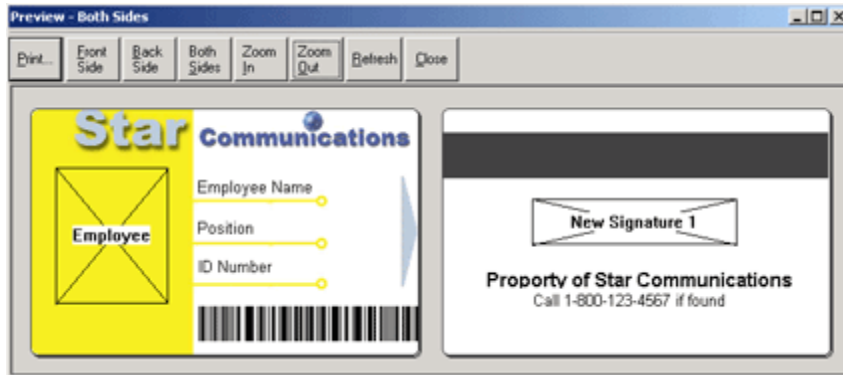 Preview - Both Sides
Print... Front Side Back Side Both Sides Zoom In Zoom Out Refresh Close
Star Communications
Employee Name
Employee
Position
ID Number
New Signature 1
Property of Star Communications
Call 1-800-123-4567 if found